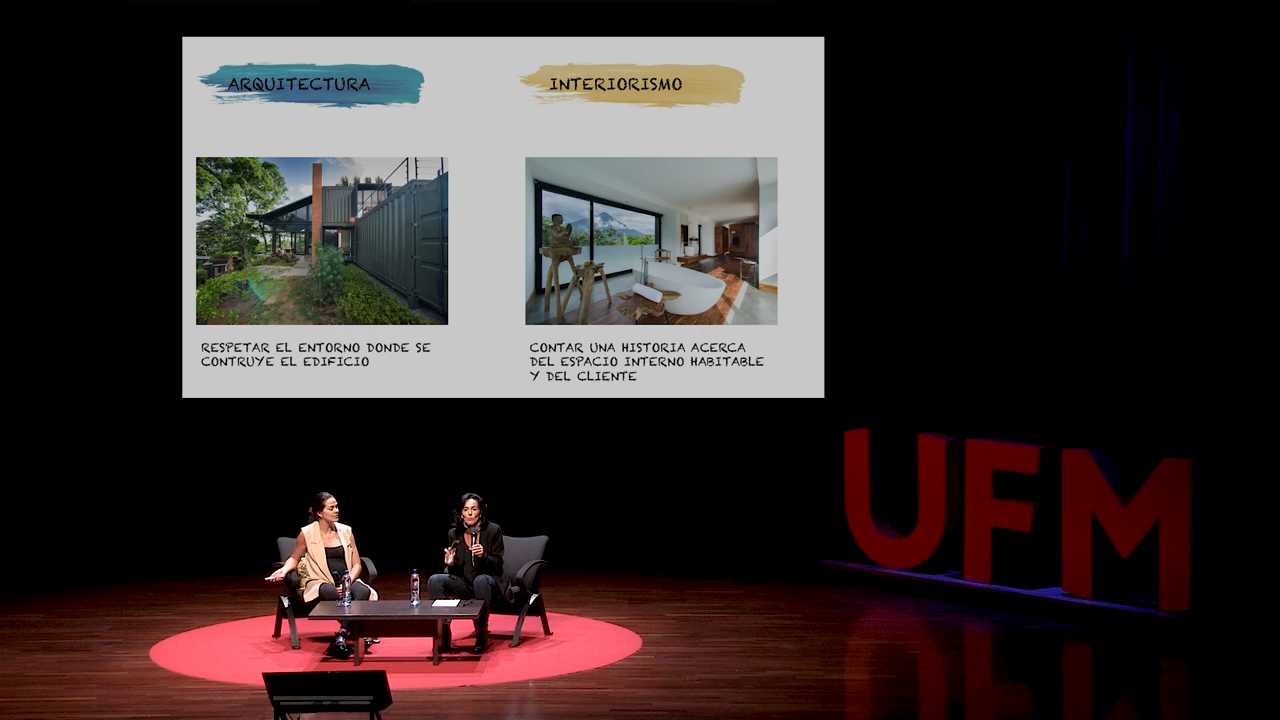 ARQUITECTURA
INTERIORISMO
RESPETAR EL ENTORNO DONDE SE
CONTRUYE EL EDIFICIO
CONTAR UNA HISTORIA ACERCA
DEL ESPACIO INTERNO HABITABLE
Y DEL CLIENTE
UFM